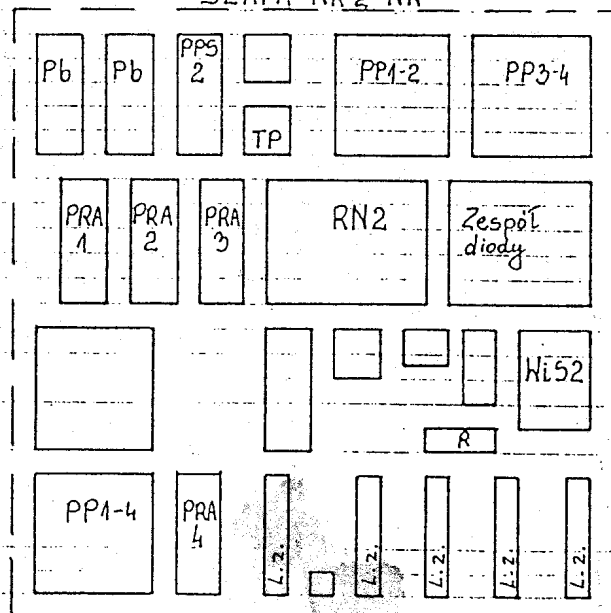 Pb
Pb
PPS
2
TP
PP1-2
PP3-4
PRA
1
PRA
2
PRA
3
RN2
Zespół
diody
WiS2
R
PP1-4
PRA
4
L.z.
L.z.
L.z.
L.z.
L.z.